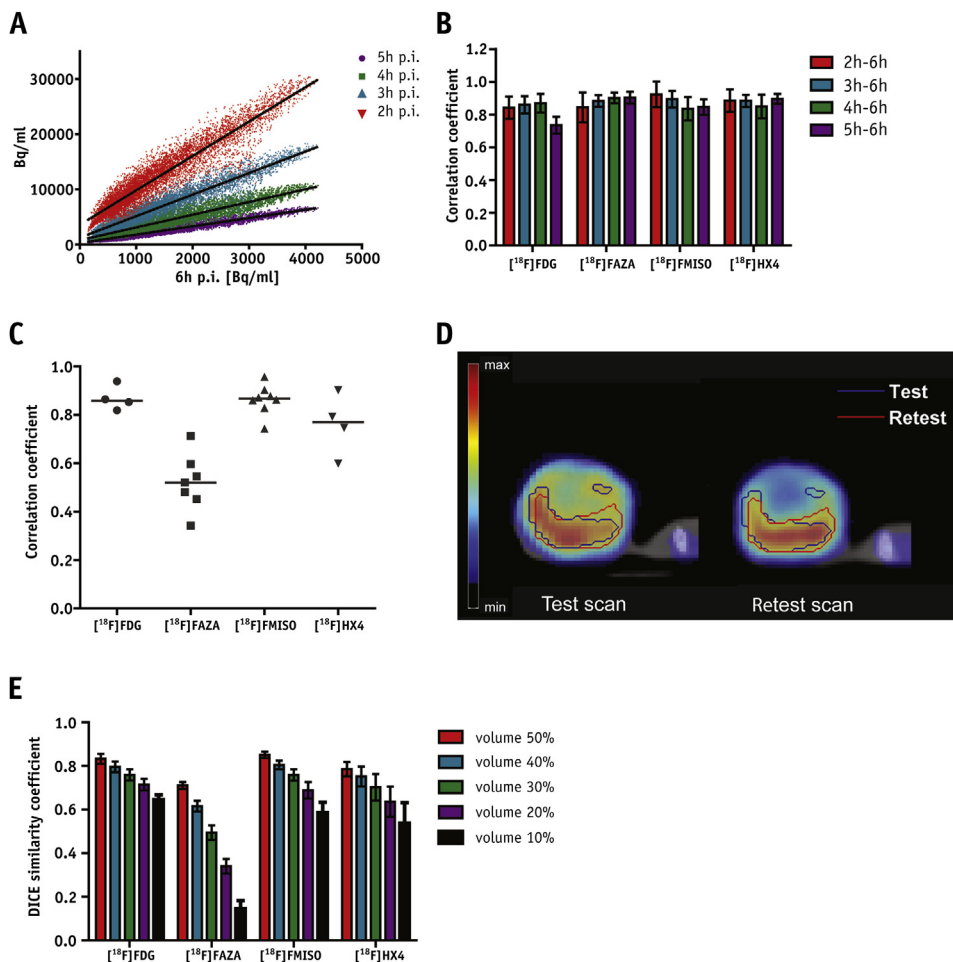 A
Bq/ml
30000
20000
10000
0
0
1000
2000
3000
4000
5000
6h p.i. [Bq/ml]
5h p.i.
4h p.i.
3h p.i.
2h p.i.
B
Correlation coefficient
1.2
1.0
0.8
0.6
0.4
0.2
0.0
[¹⁸F]FDG
[¹⁸F]FAZA
[¹⁸F]FMISO
[¹⁸F]HX4
2h-6h
3h-6h
4h-6h
5h-6h
C
Correlation coefficient
1.0
0.8
0.6
0.4
0.2
0.0
[¹⁸F]FDG
[¹⁸F]FAZA
[¹⁸F]FMISO
[¹⁸F]HX4
D
max
min
Test
Retest
Test scan
Retest scan
E
DICE similarity coefficient
1.0
0.8
0.6
0.4
0.2
0.0
[¹⁸F]FDG
[¹⁸F]FAZA
[¹⁸F]FMISO
[¹⁸F]HX4
volume 50%
volume 40%
volume 30%
volume 20%
volume 10%